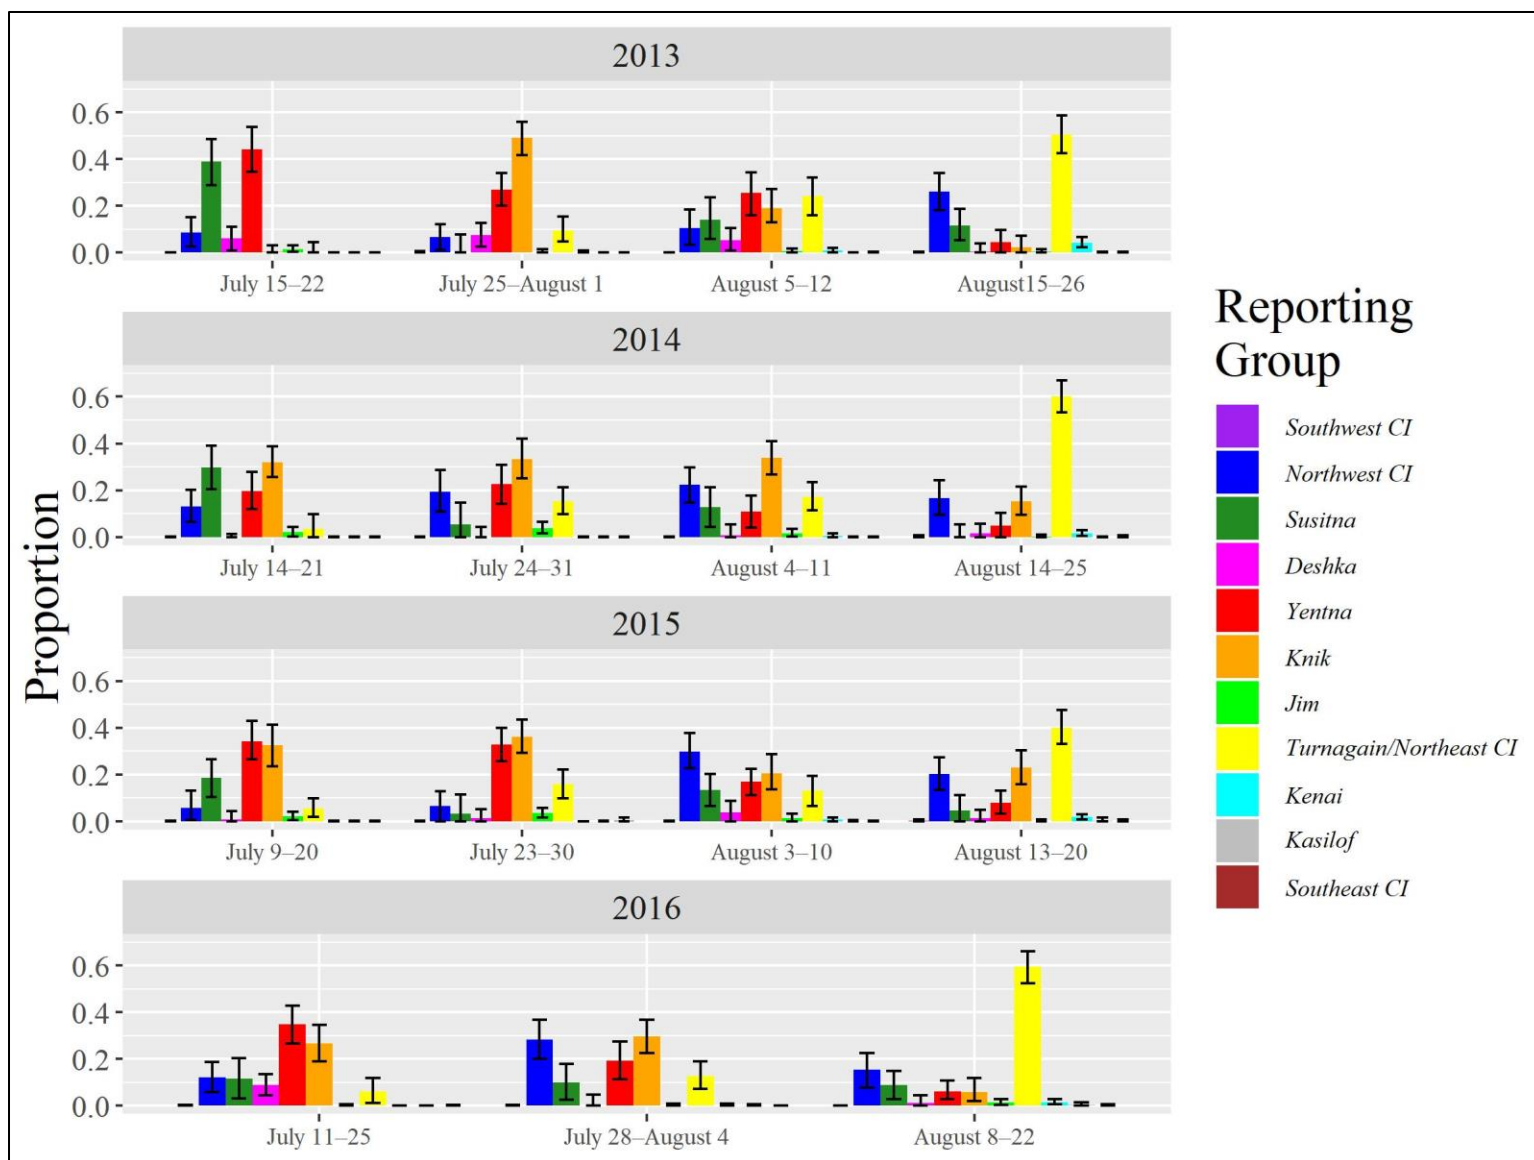 2013
0.6
0.4
0.2
0.0
July 15–22
July 25–August 1
August 5–12
August15–26
2014
0.6
0.4
0.2
0.0
July 14–21
July 24–31
August 4–11
August 14–25
2015
0.6
0.4
0.2
0.0
July 9–20
July 23–30
August 3–10
August 13–20
2016
0.6
0.4
0.2
0.0
July 11–25
July 28–August 4
August 8–22
Proportion
Reporting
Group
Southwest CI
Northwest CI
Susitna
Deshka
Yentna
Knik
Jim
Turnagain/Northeast CI
Kenai
Kasilof
Southeast CI